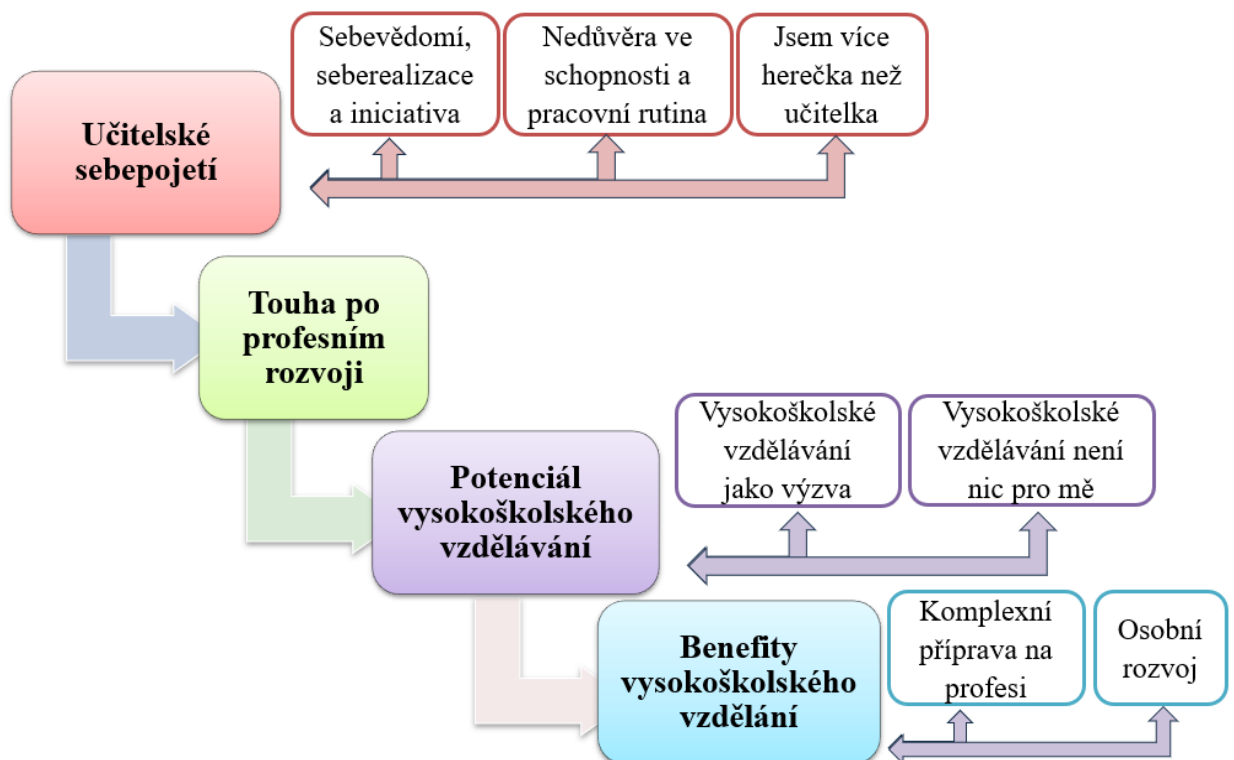 Sebevědomí,
seberealizace
a iniciativa
Nedůvěra ve
schopnosti a
pracovní rutina
Jsem více
herečka než
učitelka
Učitelské
sebepojetí
Touha po
profesním
rozvoji
Vysokoškolské
vzdělávání
jako výzva
Vysokoškolské
vzdělávání není
nic pro mě
Potenciál
vysokoškolského
vzdělávání
Komplexní
příprava na
profesi
Osobní
rozvoj
Benefity
vysokoškolského
vzdělání